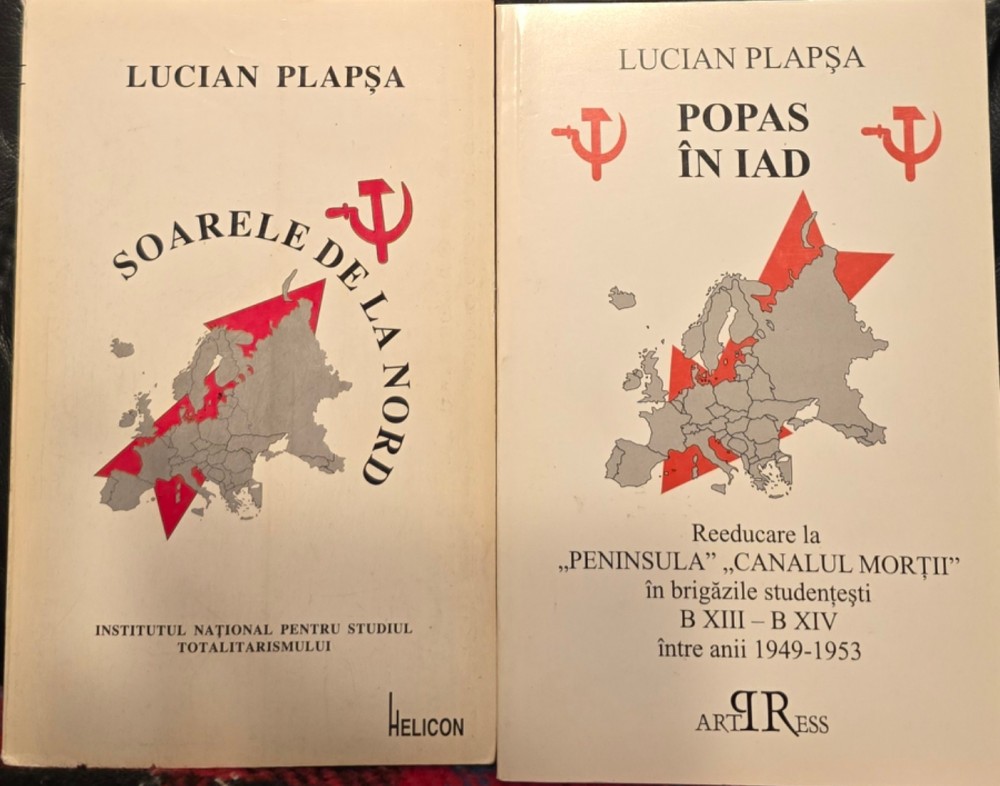 LUCIAN PLAPȘA
SOARELE DE LA NORD
INSTITUTUL NAȚIONAL PENTRU STUDIUL
TOTALITARISMULUI
HELICON
LUCIAN PLAPŞA
POPAS
ÎN IAD
Reeducare la
„PENINSULA” „CANALUL MORȚII”
în brigăzile studențești
B XIII – B XIV
între anii 1949-1953
ARTPRESS